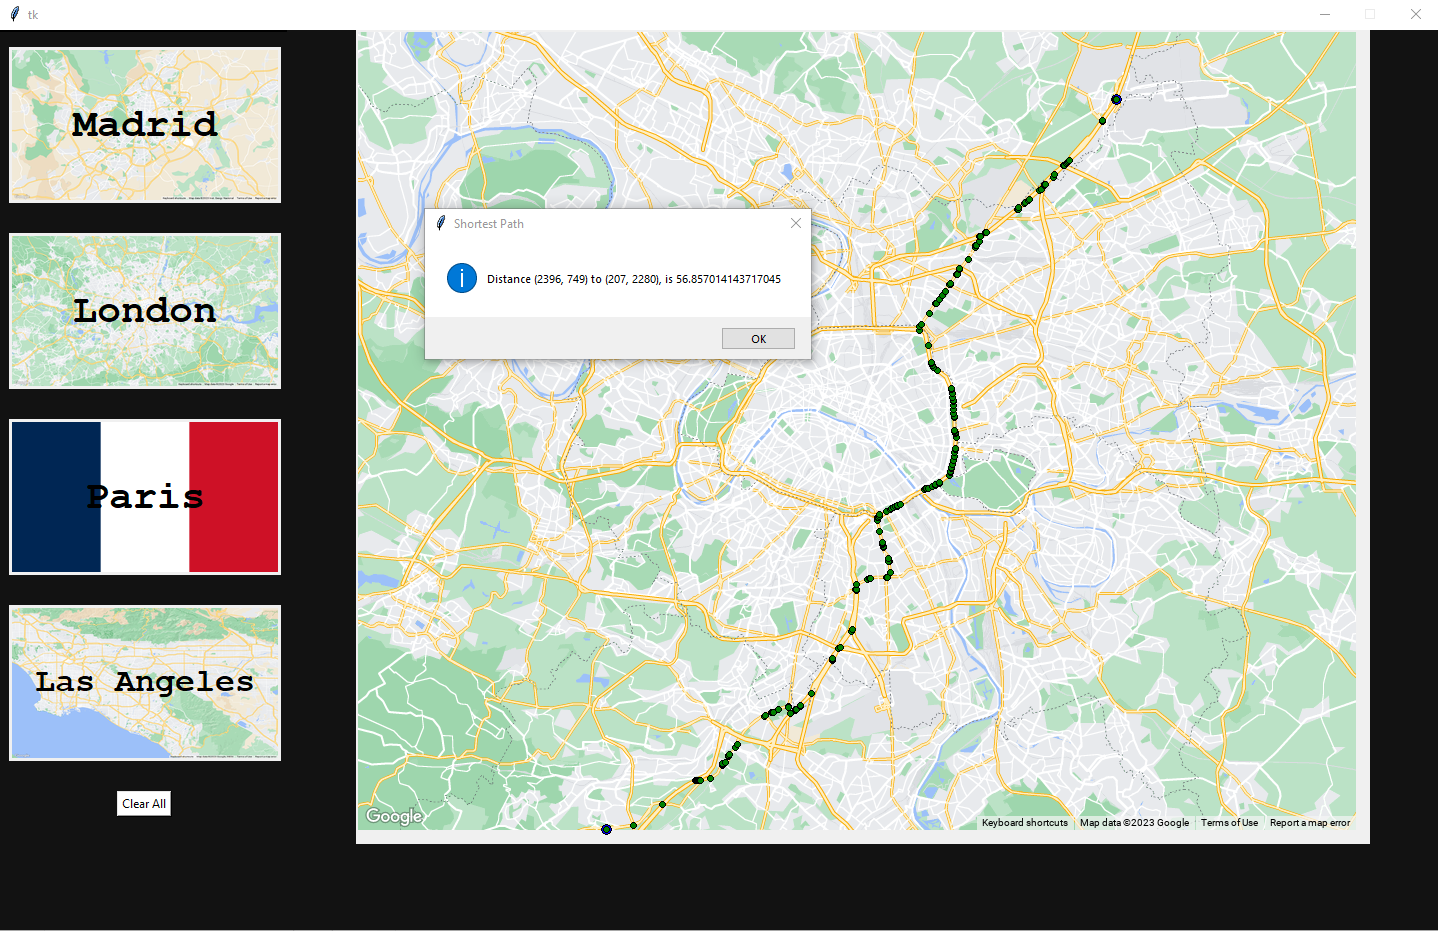 tk
Madrid
London
Paris
Las Angeles
Clear All
Shortest Path
Distance (2396, 749) to (207, 2280), is 56.857014143717045
OK
Google
Keyboard shortcuts
Map data ©2023 Google
Terms of Use
Report a map error